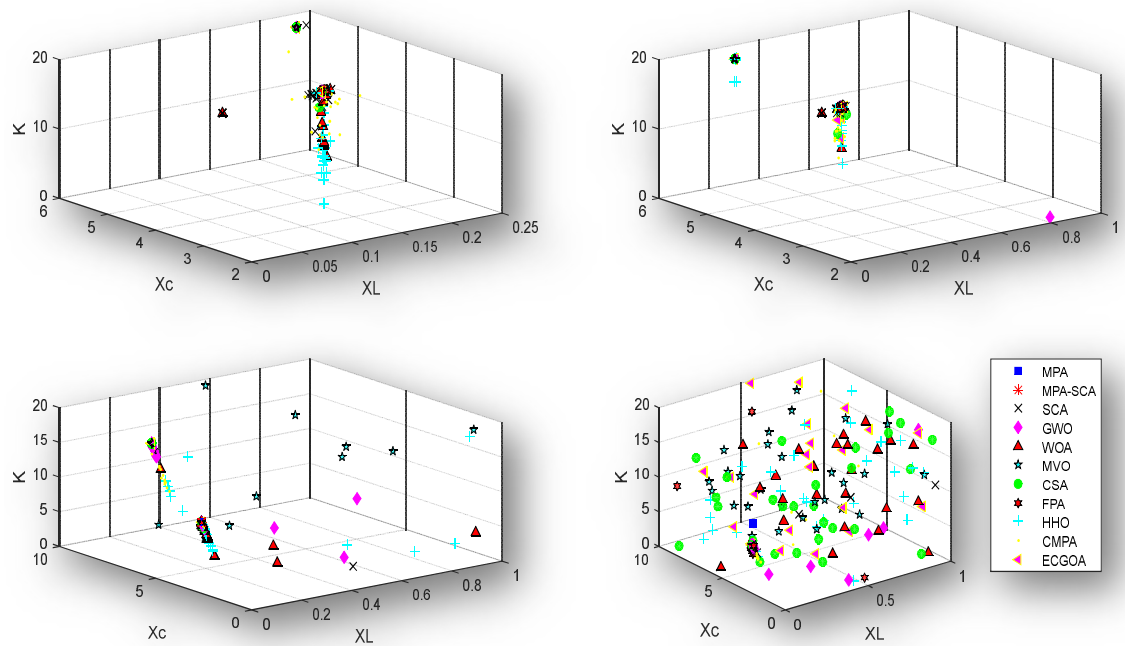 20
10
0
K
6
5
4
3
2
Xc
0
0.05
0.1
0.15
0.2
0.25
XL
20
10
0
K
6
5
4
3
2
Xc
0
0.2
0.4
0.6
0.8
1
XL
20
15
10
5
0
K
10
5
0
Xc
0
0.2
0.4
0.6
0.8
1
XL
20
15
10
5
0
K
10
5
0
Xc
0
0.5
1
XL
MPA
MPA-SCA
SCA
GWO
WOA
MVO
CSA
FPA
HHO
CMPA
ECGOA